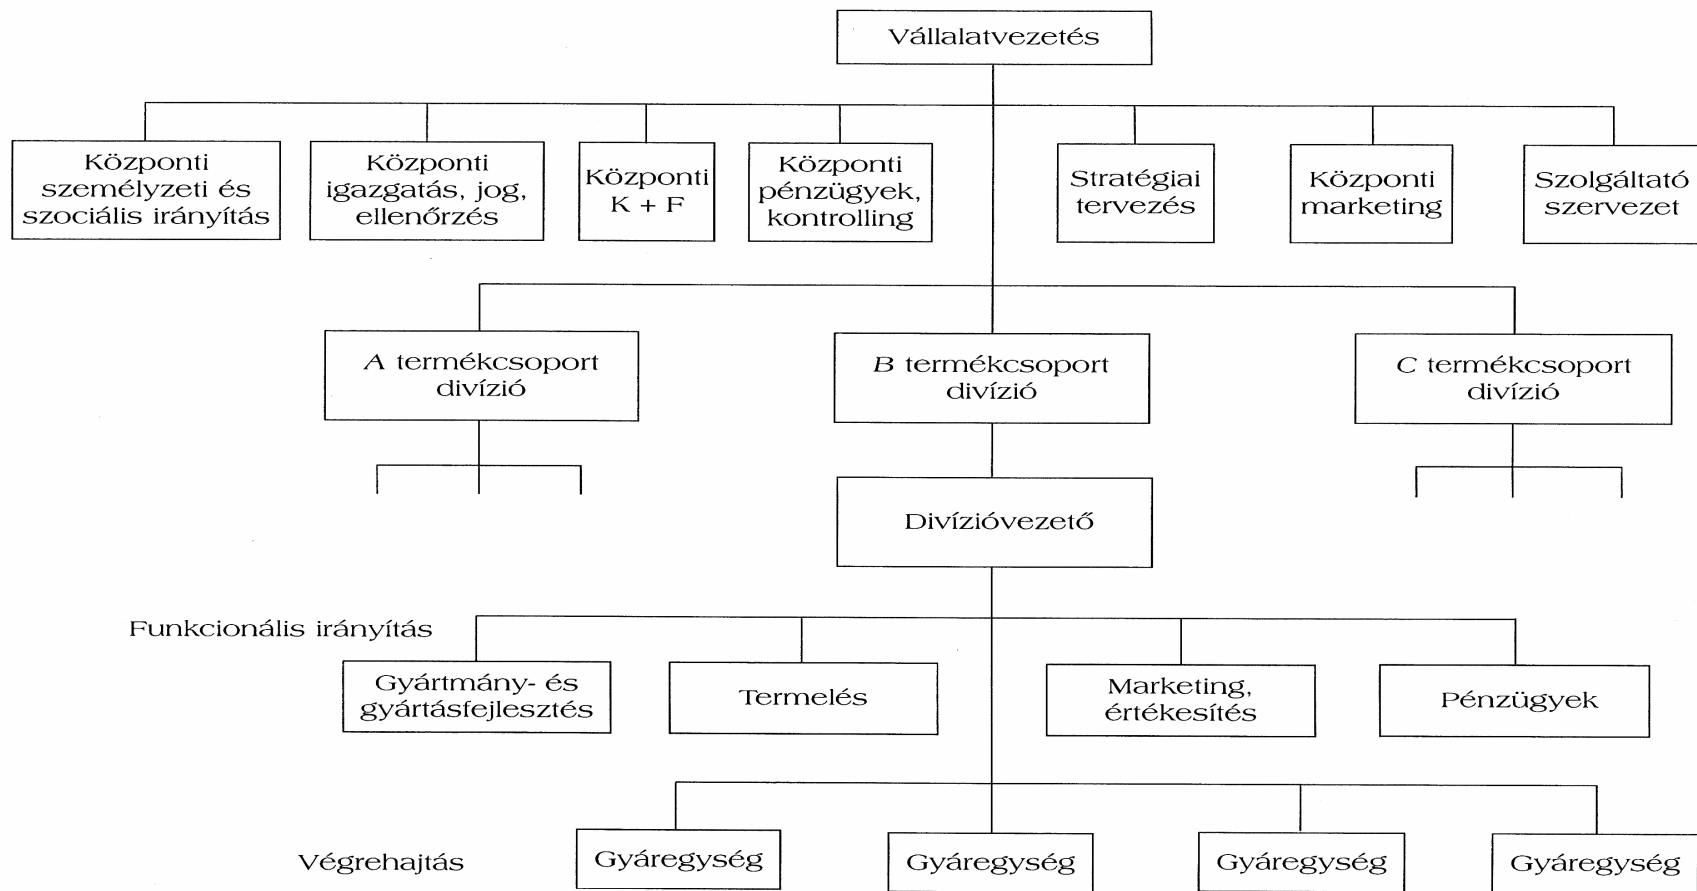 Vállalatvezetés
Központi
személyzeti és
szociális irányítás
Központi
igazgatás, jog,
ellenőrzés
Központi
K + F
Központi
pénzügyek,
kontrolling
Stratégiai
tervezés
Központi
marketing
Szolgáltató
szervezet
A termékcsoport
divízió
B termékcsoport
divízió
C termékcsoport
divízió
Divízióvezető
Funkcionális irányítás
Gyártmány- és
gyártásfejlesztés
Termelés
Marketing,
értékesítés
Pénzügyek
Végrehajtás
Gyáregység
Gyáregység
Gyáregység
Gyáregység